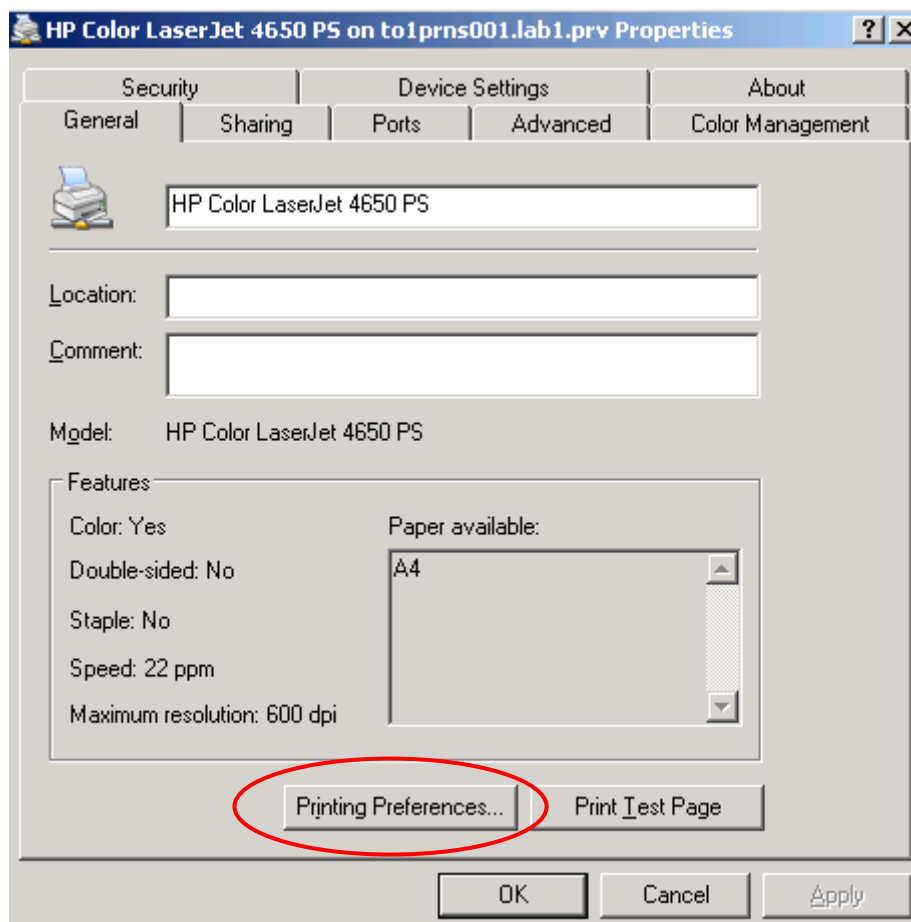 HP Color LaserJet 4650 PS on to1prns001.lab1.prv Properties
Security Device Settings About
General Sharing Ports Advanced Color Management
HP Color LaserJet 4650 PS
Location:
Comment:
Model: HP Color LaserJet 4650 PS
Features
Color: Yes Paper available:
Double-sided: No A4
Staple: No
Speed: 22 ppm
Maximum resolution: 600 dpi
Printing Preferences... Print Test Page
OK Cancel Apply